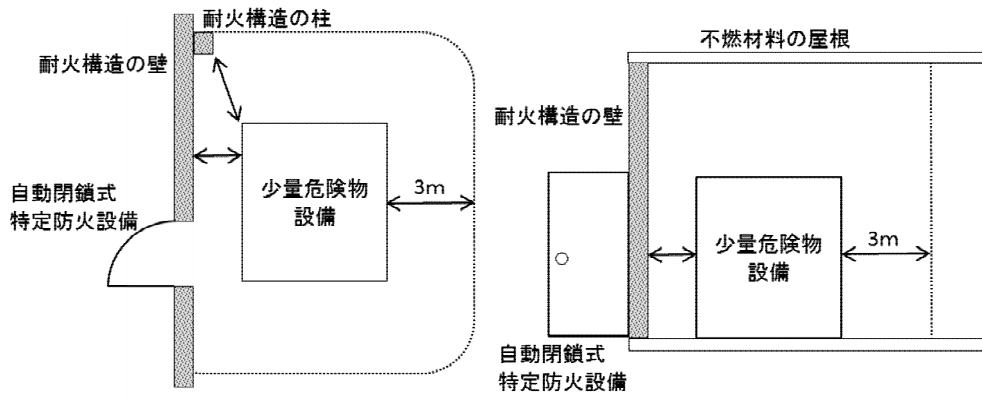 耐火構造の柱
耐火構造の壁
自動閉鎖式
特定防火設備
少量危険物
設備
3m
不燃材料の屋根
耐火構造の壁
少量危険物
設備
3m
自動閉鎖式
特定防火設備